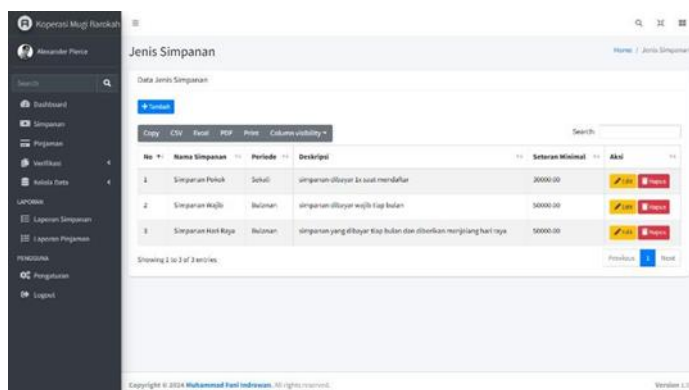 Koperasi Mugi Barokah
Alexander Pierce
Search
Dashboard
Simpanan
Pinjaman
Verifikasi
Kelola Data
LAPORAN
Laporan Simpanan
Laporan Pinjaman
PENGGUNA
Pengaturan
Logout
Jenis Simpanan
Home / Jenis Simpanan
Data Jenis Simpanan
+ Tambah
Copy CSV Excel PDF Print Column visibility
Search:
No Nama Simpanan Periode Deskripsi Setoran Minimal Aksi
1 Simpanan Pokok Sekali simpanan dibayar 1x saat mendaftar 30000.00 Edit Hapus
2 Simpanan Wajib Bulanan simpanan dibayar wajib tiap bulan 50000.00 Edit Hapus
3 Simpanan Hari Raya Bulanan simpanan yang dibayar tiap bulan dan diberikan menjelang hari raya 50000.00 Edit Hapus
Showing 1 to 3 of 3 entries
Previous 1 Next
Copyright © 2024 Muhammad Fani Indrawan. All rights reserved.
Version